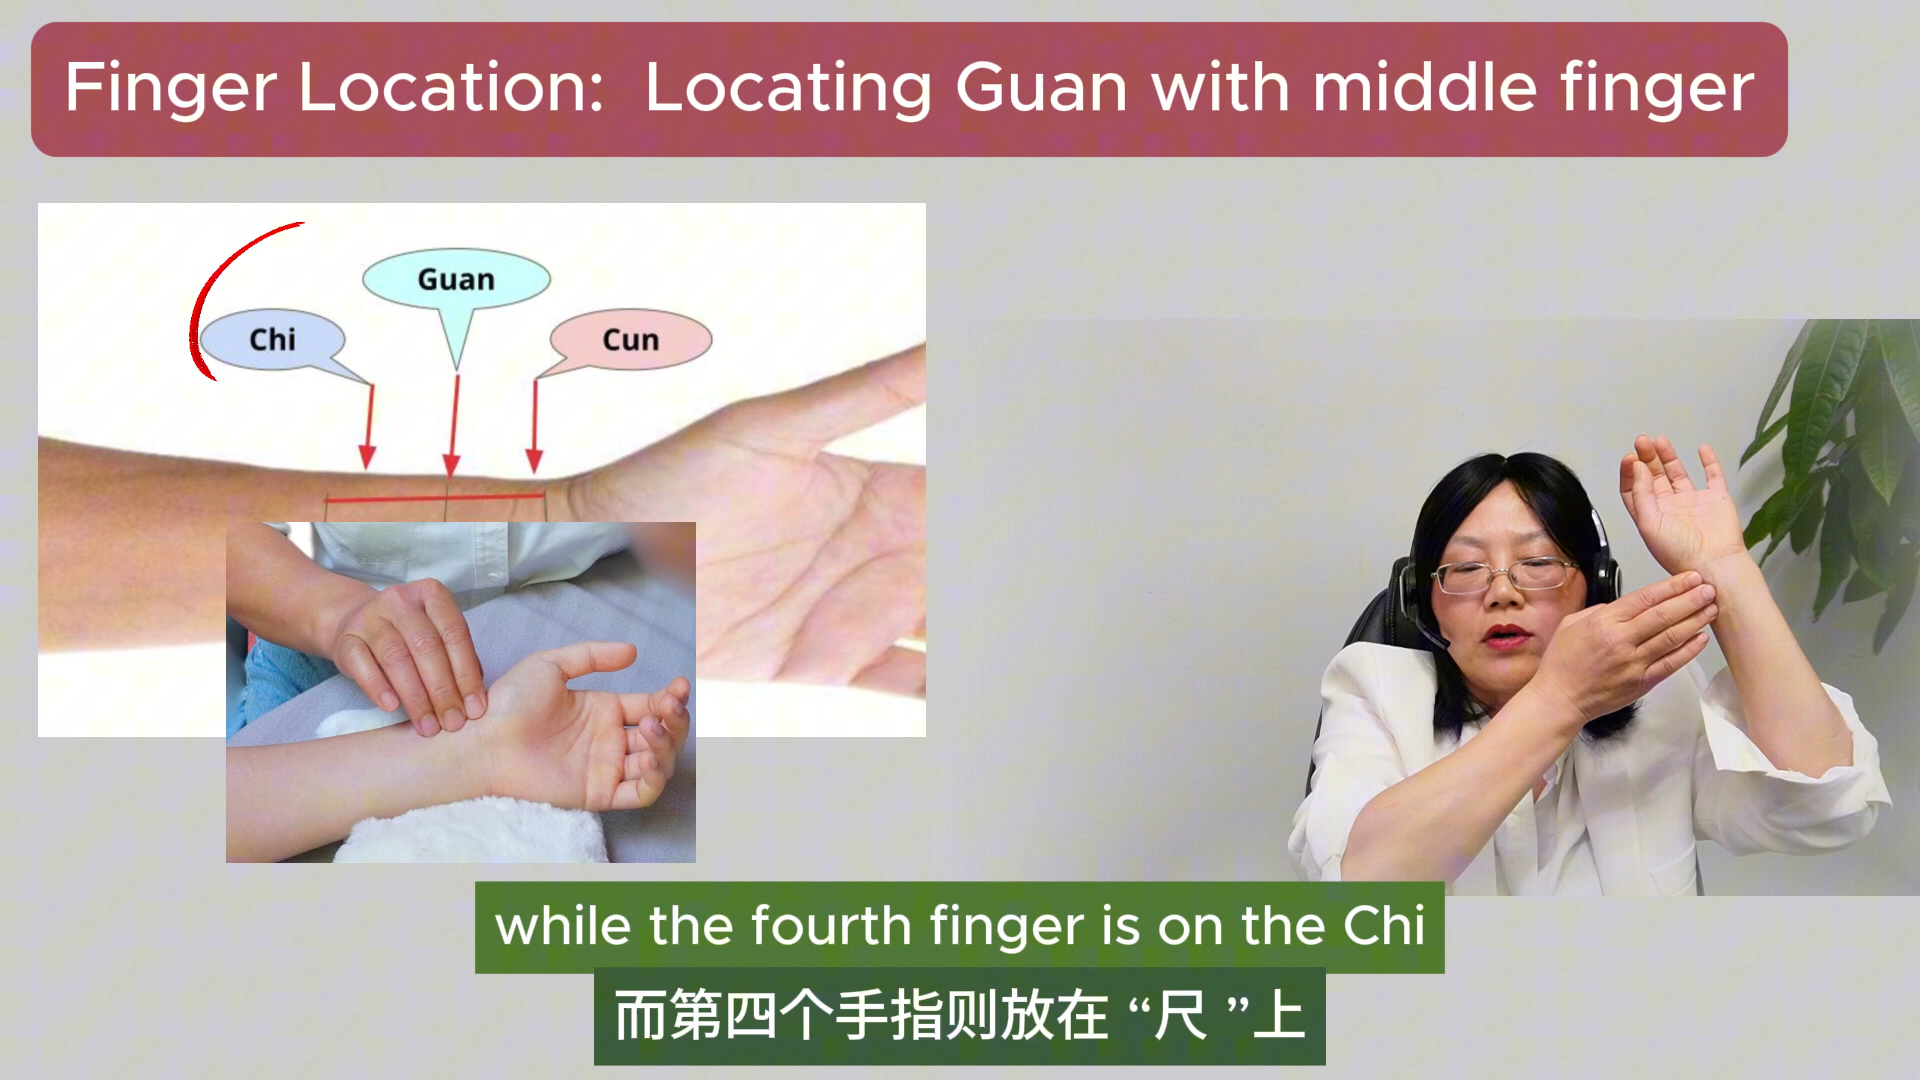 Finger Location: Locating Guan with middle finger
Guan
Chi
Cun
while the fourth finger is on the Chi
而第四个手指则放在“尺 ”上